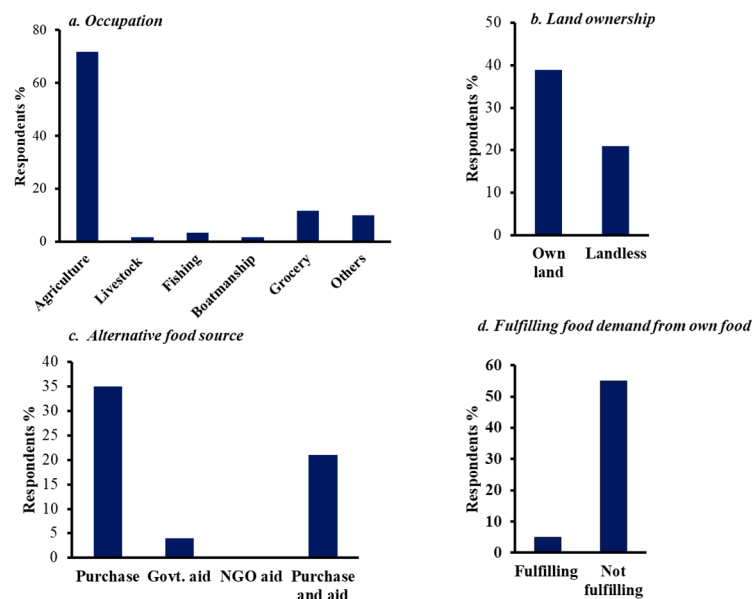 a. Occupation
Respondents %
80
60
40
20
0
Agriculture
Livestock
Fishing
Boatmanship
Grocery
Others
b. Land ownership
Respondents %
50
40
30
20
10
0
Own
land
Landless
c. Alternative food source
Respondents %
40
35
30
25
20
15
10
5
0
Purchase
Govt. aid
NGO aid
Purchase
and aid
d. Fulfilling food demand from own food
Respondents %
60
50
40
30
20
10
0
Fulfilling
Not
fulfilling